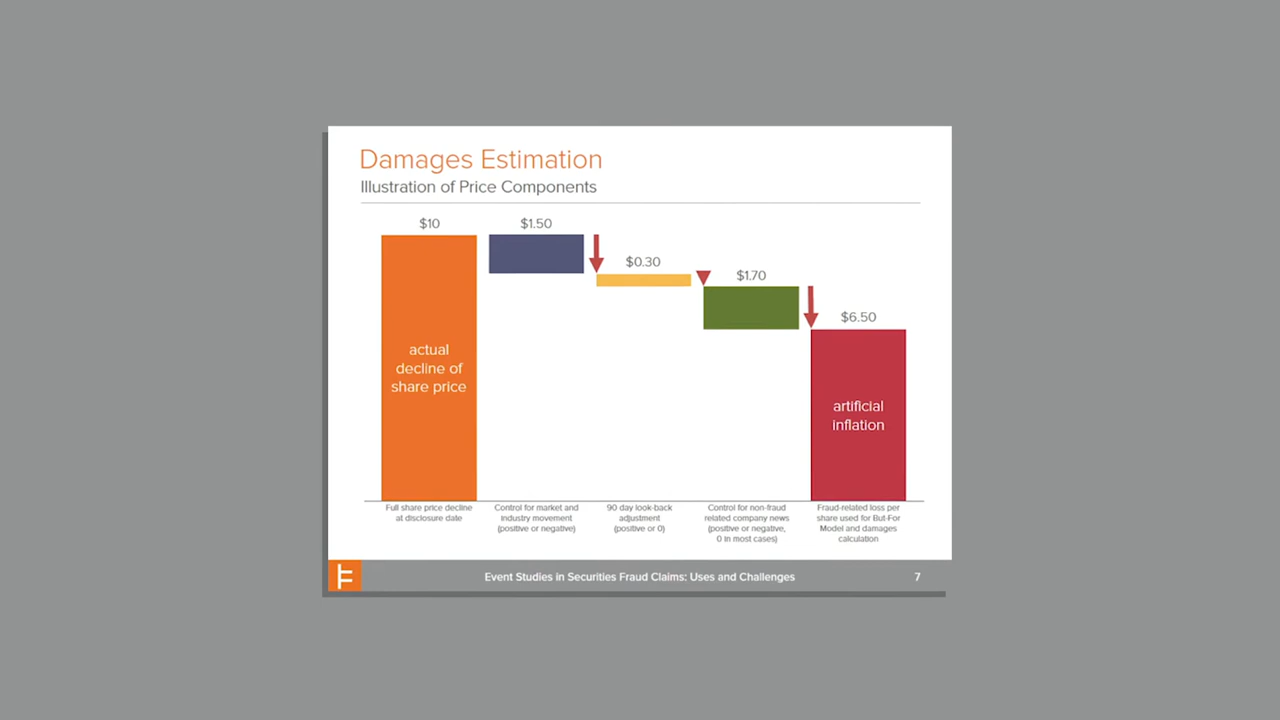 Damages Estimation
Illustration of Price Components
$10
$1.50
$0.30
$1.70
$6.50
actual
decline of
share price
artificial
inflation
Full share price decline
at disclosure date
Control for market and
industry movement
(positive or negative)
90 day look-back
adjustment
(positive or 0)
Control for non-fraud
related company news
(positive or negative,
0 in most cases)
Fraud-related loss per
share used for But-For
Model and damages
calculation
Event Studies in Securities Fraud Claims: Uses and Challenges
7